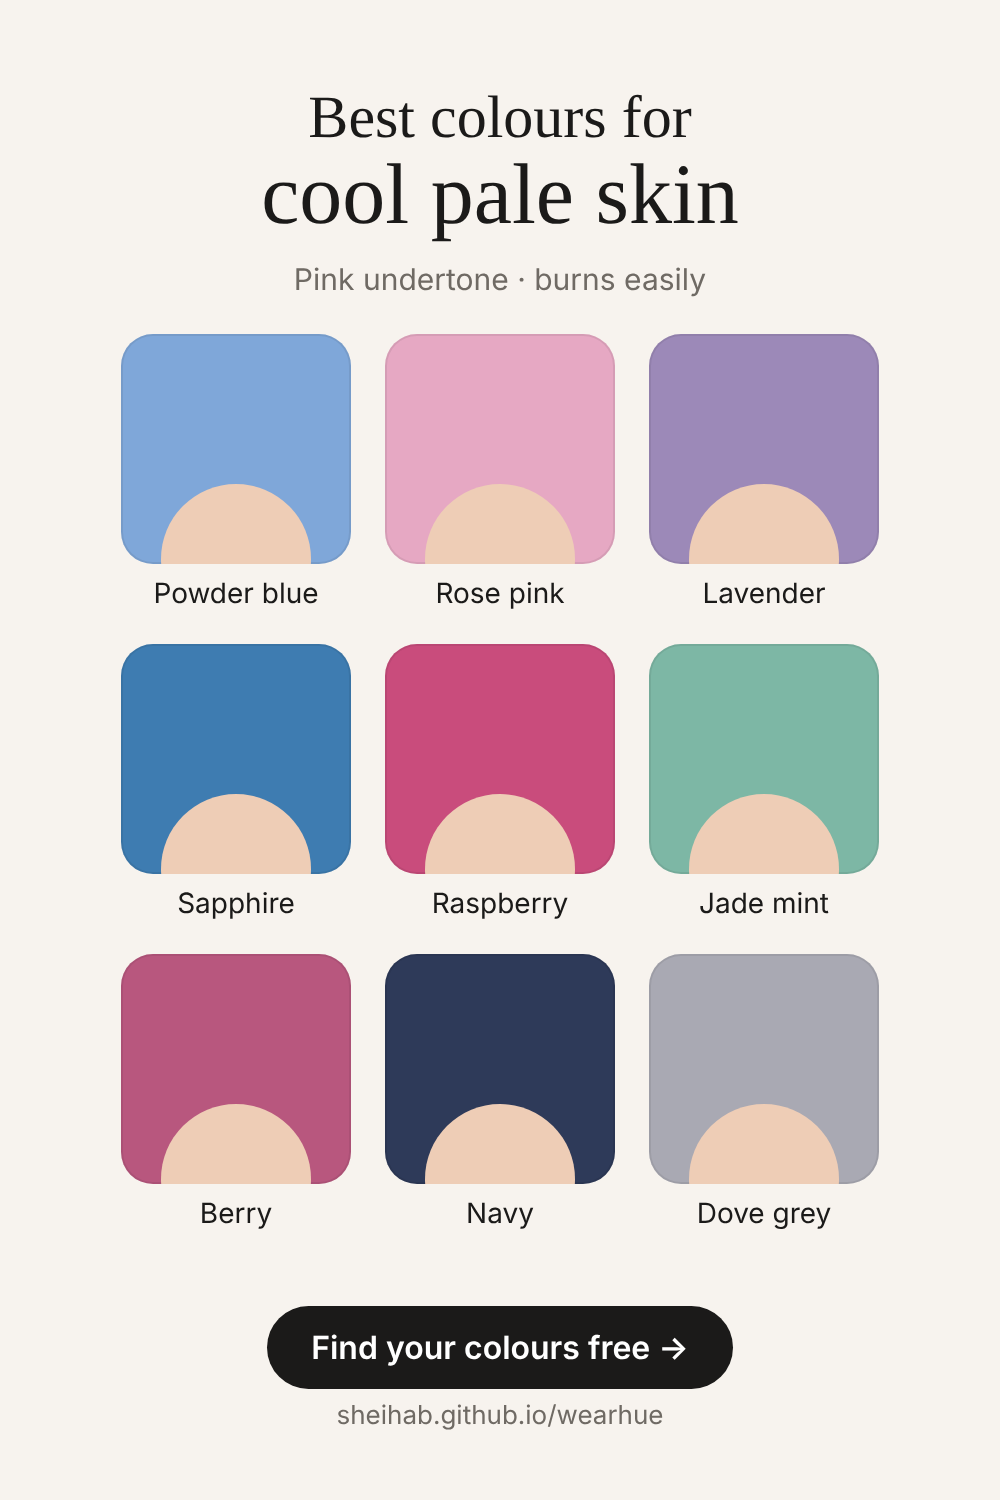 Best colours for
cool pale skin
Pink undertone · burns easily
Powder blue
Rose pink
Lavender
Sapphire
Raspberry
Jade mint
Berry
Navy
Dove grey
Find your colours free →
sheihab.github.io/wearhue